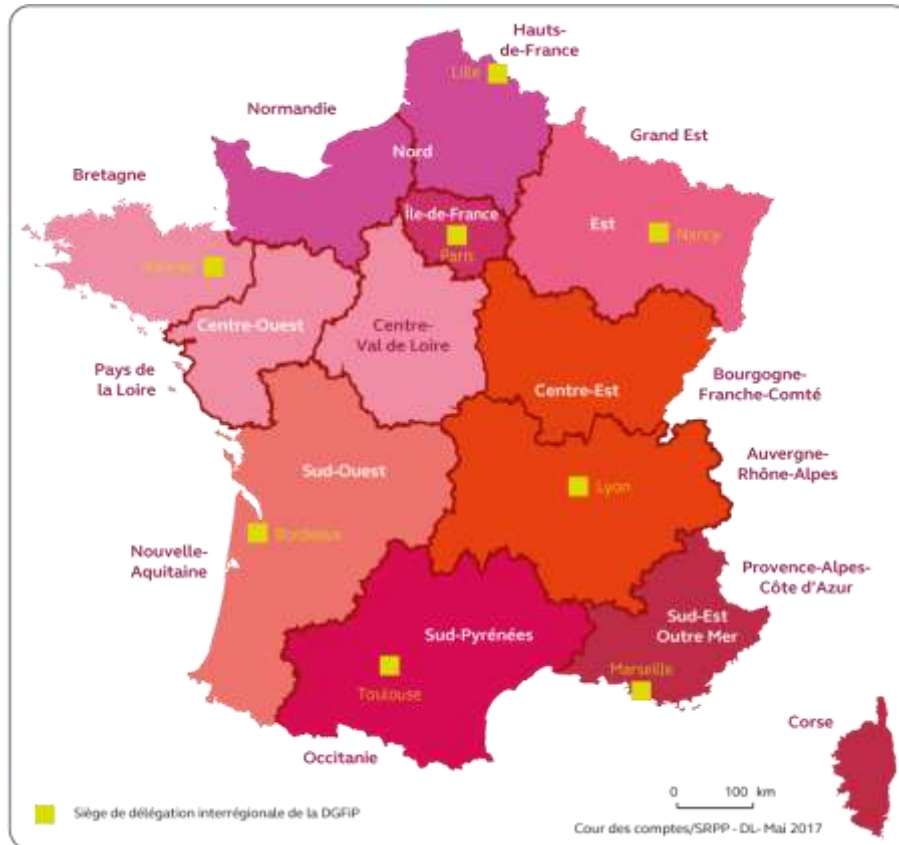 Hauts-
de-France
Lille
Normandie
Nord
Grand Est
Bretagne
Île-de-France
Paris
Est
Nancy
Rennes
Centre-Ouest
Centre-
Val de Loire
Pays de
la Loire
Centre-Est
Bourgogne-
Franche-Comté
Auvergne-
Rhône-Alpes
Sud-Ouest
Lyon
Bordeaux
Nouvelle-
Aquitaine
Provence-Alpes-
Côte d'Azur
Sud-Est
Outre Mer
Sud-Pyrénées
Marseille
Toulouse
Corse
Occitanie
Siège de délégation interrégionale de la DGFiP
0 100 km
Cour des comptes/SRPP - DL- Mai 2017